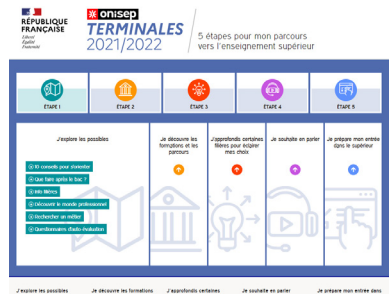 RÉPUBLIQUE
FRANÇAISE
Liberté
Égalité
Fraternité
onisep
TERMINALES
2021/2022
5 étapes pour mon parcours
vers l'enseignement supérieur
ÉTAPE 1
ÉTAPE 2
ÉTAPE 3
ÉTAPE 4
ÉTAPE 5
J'explore les possibles
Je découvre les
formations et les
parcours
J'approfondis certaines
filières pour éclairer
mes choix
Je souhaite en parler
Je prépare mon entrée
dans le supérieur
10 conseils pour s'orienter
Que faire après le bac ?
Info filières
Découvrir le monde professionnel
Rechercher un métier
Questionnaires d'auto-évaluation
J'explore les possibles
Je découvre les formations
J'approfondis certaines
Je souhaite en parler
Je prépare mon entrée dans